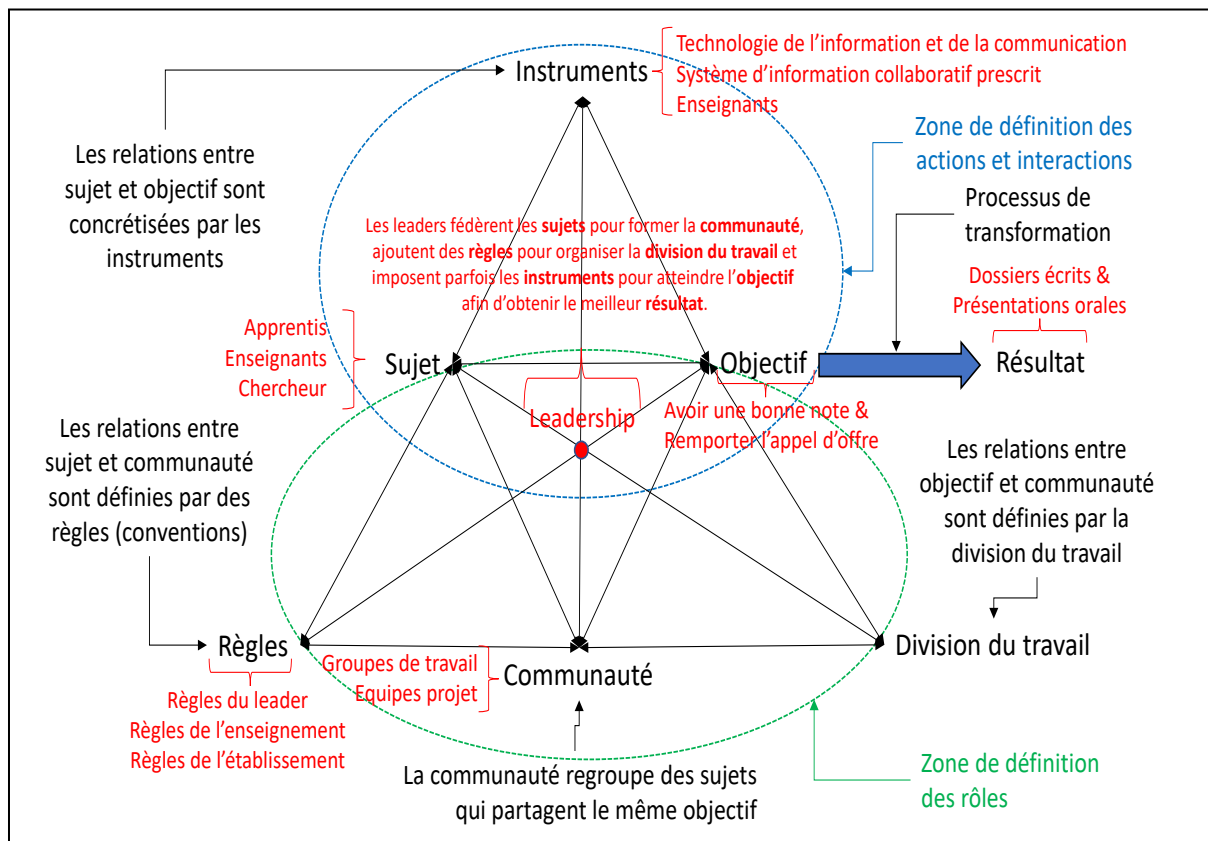 Technologie de l'information et de la communication
Système d'information collaboratif prescrit
Enseignants
Instruments
Zone de définition des
actions et interactions
Les relations entre
sujet et objectif sont
concrétisées par les
instruments
Processus de
transformation
Les leaders fédèrent les sujets pour former la communauté,
ajoutent des règles pour organiser la division du travail et
imposent parfois les instruments pour atteindre l'objectif
afin d'obtenir le meilleur résultat.
Dossiers écrits &
Présentations orales
Apprentis
Enseignants
Chercheur
Sujet
Objectif
Résultat
Leadership
Avoir une bonne note &
Remporter l'appel d'offre
Les relations entre
sujet et communauté
sont définies par des
règles (conventions)
Les relations entre
objectif et communauté
sont définies par la
division du travail
Règles
Groupes de travail
Equipes projet
Communauté
Division du travail
Règles du leader
Règles de l'enseignement
Règles de l'établissement
La communauté regroupe des sujets
qui partagent le même objectif
Zone de définition
des rôles